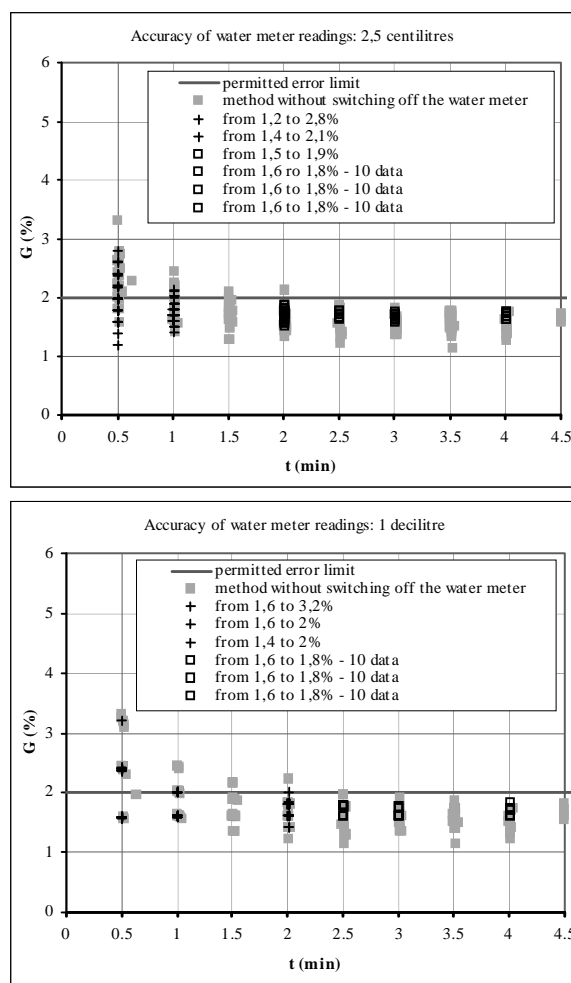 Accuracy of water meter readings: 2,5 centilitres
6
permitted error limit
method without switching off the water meter
from 1,2 to 2,8%
5
from 1,4 to 2,1%
from 1,5 to 1,9%
from 1,6 ro 1,8% - 10 data
4
from 1,6 to 1,8% - 10 data
from 1,6 to 1,8% - 10 data
G (%)
3
2
1
0
0 0.5 1 1.5 2 2.5 3 3.5 4 4.5
t (min)
Accuracy of water meter readings: 1 decilitre
6
permitted error limit
method without switching off the water meter
from 1,6 to 3,2%
5
from 1,6 to 2%
from 1,4 to 2%
from 1,6 to 1,8% - 10 data
4
from 1,6 to 1,8% - 10 data
from 1,6 to 1,8% - 10 data
G (%)
3
2
1
0
0 0.5 1 1.5 2 2.5 3 3.5 4 4.5
t (min)